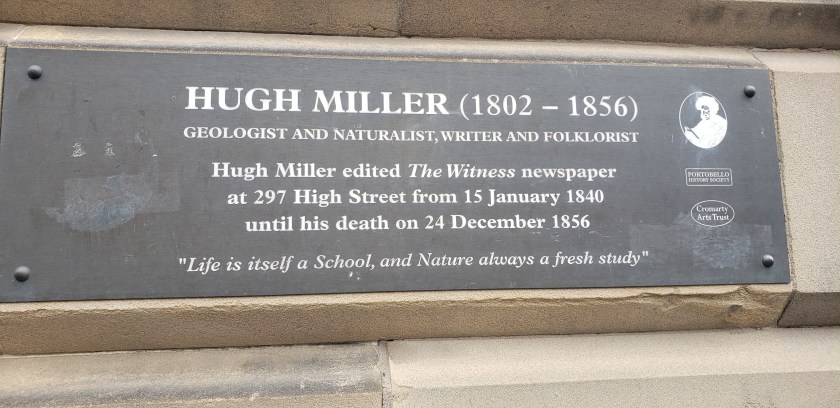 HUGH MILLER (1802 – 1856)
GEOLOGIST AND NATURALIST, WRITER AND FOLKLORIST
Hugh Miller edited The Witness newspaper
at 297 High Street from 15 January 1840
until his death on 24 December 1856
"Life is itself a School, and Nature always a fresh study"
PORTOBELLO
HISTORY SOCIETY
Cromarty
Arts Trust